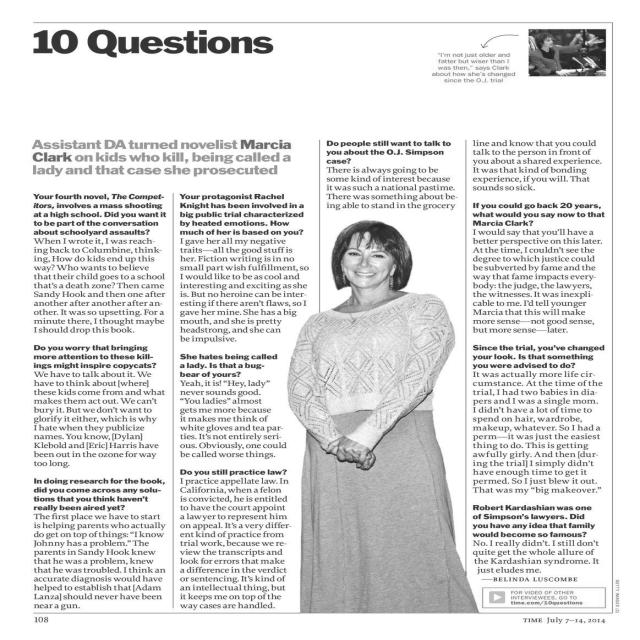 10 Questions
"I'm not just older and
fatter but wiser than I
was then," says Clark
about how she's changed
since the O.J. trial
Assistant DA turned novelist Marcia
Clark on kids who kill, being called a
lady and that case she prosecuted
Your fourth novel, The Compet-
itors, involves a mass shooting
at a high school. Did you want it
to be part of the conversation
about schoolyard assaults?
When I wrote it, I was reach-
ing back to Columbine, think-
ing, How do kids end up this
way? Who wants to believe
that their child goes to a school
that's a death zone? Then came
Sandy Hook and then one after
another after another after an-
other. It was so upsetting. For a
minute there, I thought maybe
I should drop this book.
Do you worry that bringing
more attention to these kill-
ings might inspire copycats?
We have to talk about it. We
have to think about [where]
these kids come from and what
makes them act out. We can't
bury it. But we don't want to
glorify it either, which is why
I hate when they publicize
names. You know, [Dylan]
Klebold and [Eric] Harris have
been out in the ozone for way
too long.
In doing research for the book,
did you come across any solu-
tions that you think haven't
really been aired yet?
The first place we have to start
is helping parents who actually
do get on top of things: "I know
Johnny has a problem." The
parents in Sandy Hook knew
that he was a problem, knew
that he was troubled. I think an
accurate diagnosis would have
helped to establish that [Adam
Lanza] should never have been
near a gun.
Your protagonist Rachel
Knight has been involved in a
big public trial characterized
by heated emotions. How
much of her is based on you?
I gave her all my negative
traits—all the good stuff is
her. Fiction writing is in no
small part wish fulfillment, so
I would like to be as cool and
interesting and exciting as she
is. But no heroine can be inter-
esting if there aren't flaws, so I
gave her mine. She has a big
mouth, and she is pretty
headstrong, and she can
be impulsive.
She hates being called
a lady. Is that a bug-
bear of yours?
Yeah, it is! "Hey, lady"
never sounds good.
"You ladies" almost
gets me more because
it makes me think of
white gloves and tea par-
ties. It's not entirely seri-
ous. Obviously, one could
be called worse things.
Do you still practice law?
I practice appellate law. In
California, when a felon
is convicted, he is entitled
to have the court appoint
a lawyer to represent him
on appeal. It's a very differ-
ent kind of practice from
trial work, because we re-
view the transcripts and
look for errors that make
a difference in the verdict
or sentencing. It's kind of
an intellectual thing, but
it keeps me on top of the
way cases are handled.
Do people still want to talk to
you about the O.J. Simpson
case?
There is always going to be
some kind of interest because
it was such a national pastime.
There was something about be-
ing able to stand in the grocery
line and know that you could
talk to the person in front of
you about a shared experience.
It was that kind of bonding
experience, if you will. That
sounds so sick.
If you could go back 20 years,
what would you say now to that
Marcia Clark?
I would say that you'll have a
better perspective on this later.
At the time, I couldn't see the
degree to which justice could
be subverted by fame and the
way that fame impacts every-
body: the judge, the lawyers,
the witnesses. It was inexpli-
cable to me. I'd tell younger
Marcia that this will make
more sense—not good sense,
but more sense—later.
Since the trial, you've changed
your look. Is that something
you were advised to do?
It was actually more life cir-
cumstance. At the time of the
trial, I had two babies in dia-
pers and I was a single mom.
I didn't have a lot of time to
spend on hair, wardrobe,
makeup, whatever. So I had a
perm—it was just the easiest
thing to do. This is getting
awfully girly. And then [dur-
ing the trial] I simply didn't
have enough time to get it
permed. So I just blew it out.
That was my "big makeover."
Robert Kardashian was one
of Simpson's lawyers. Did
you have any idea that family
would become so famous?
No. I really didn't. I still don't
quite get the whole allure of
the Kardashian syndrome. It
just eludes me.
—BELINDA LUSCOMBE
FOR VIDEO OF OTHER
INTERVIEWEES, GO TO
time.com/10questions
108
TIME July 7–14, 2014